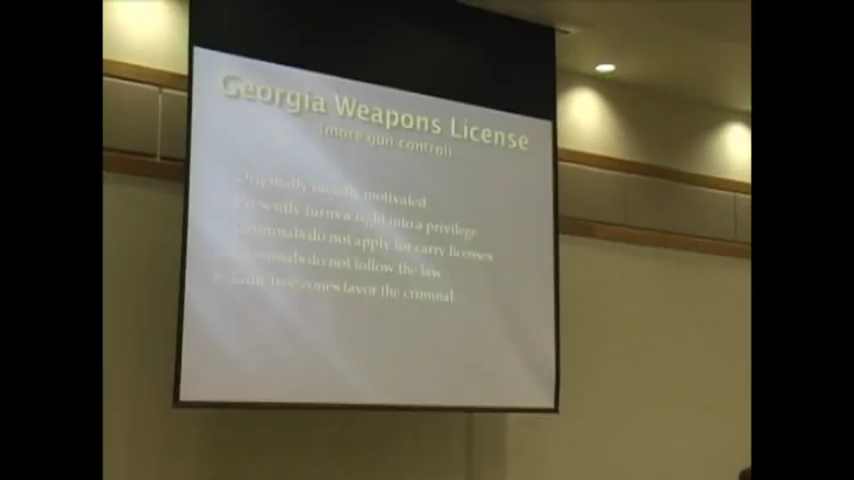 Georgia Weapons License
(more gun control)
Originally racially motivated
Presently turns a right into a privilege
Criminals do not apply for carry licenses
Criminals do not follow the law
Gun free zones favor the criminal